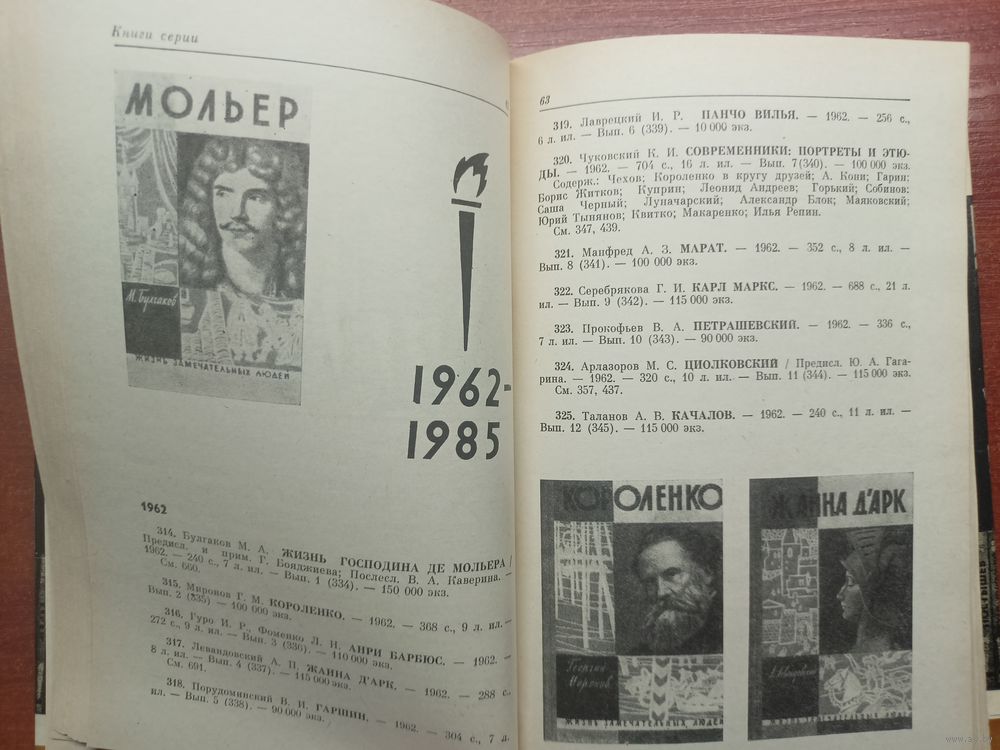 Книги серии
МОЛЬЕР
М. Булгаков
ЖИЗНЬ ЗАМЕЧАТЕЛЬНЫХ ЛЮДЕЙ
1962-
1985
1962
314. Булгаков М. А. ЖИЗНЬ ГОСПОДИНА ДЕ МОЛЬЕРА /
Предисл. и прим. Г. Бояджиева; Послесл. В. А. Каверина. —
1962. — 240 с., 7 л. ил. — Вып. 1 (334). — 150 000 экз.
См. 660.
315. Миронов Г. М. КОРОЛЕНКО. — 1962. — 368 с., 9 л. ил. —
Вып. 2 (335) — 100 000 экз.
316. Гуро И. Р., Фоменко Л. Н. АНРИ БАРБЮС. — 1962. —
272 с., 9 л. ил. — Вып. 3 (336). — 110 000 экз.
317. Левандовский А. П. ЖАННА Д'АРК. — 1962. — 288 с.,
8 л. ил. — Вып. 4 (337). — 115 000 экз.
См. 691.
318. Порудоминский В. И. ГАРШИН. — 1962. — 304 с., 7 л.
ил. — Вып. 5 (338). — 90 000 экз.
63
319. Лаврецкий И. Р. ПАНЧО ВИЛЬЯ. — 1962. — 256 с.,
6 л. ил. — Вып. 6 (339). — 10 000 экз.
320. Чуковский К. И. СОВРЕМЕННИКИ: ПОРТРЕТЫ И ЭТЮ-
ДЫ. — 1962. — 704 с., 16 л. ил. — Вып. 7 (340). — 100 000 экз.
Содерж.: Чехов; Короленко в кругу друзей; А. Кони; Гарин;
Борис Житков; Куприн; Леонид Андреев; Горький; Собинов;
Саша Черный; Луначарский; Александр Блок; Маяковский;
Юрий Тынянов; Квитко; Макаренко; Илья Репин.
См. 347, 439.
321. Манфред А. З. МАРАТ. — 1962. — 352 с., 8 л. ил. —
Вып. 8 (341). — 100 000 экз.
322. Серебрякова Г. И. КАРЛ МАРКС. — 1962. — 688 с., 21 л.
ил. — Вып. 9 (342). — 115 000 экз.
323. Прокофьев В. А. ПЕТРАШЕВСКИЙ. — 1962. — 336 с.,
7 л. ил. — Вып. 10 (343). — 90 000 экз.
324. Арлазоров М. С. ЦИОЛКОВСКИЙ / Предисл. Ю. А. Гага-
рина. — 1962. — 320 с., 10 л. ил. — Вып. 11 (344). — 115 000 экз.
См. 357, 437.
325. Таланов А. В. КАЧАЛОВ. — 1962. — 240 с., 11 л. ил. —
Вып. 12 (345). — 115 000 экз.
КОРОЛЕНКО
Георгий
Миронов
ЖИЗНЬ ЗАМЕЧАТЕЛЬНЫХ ЛЮДЕЙ
ЖАННА Д'АРК
А. Левандовский
ЖИЗНЬ ЗАМЕЧАТЕЛЬНЫХ ЛЮДЕЙ